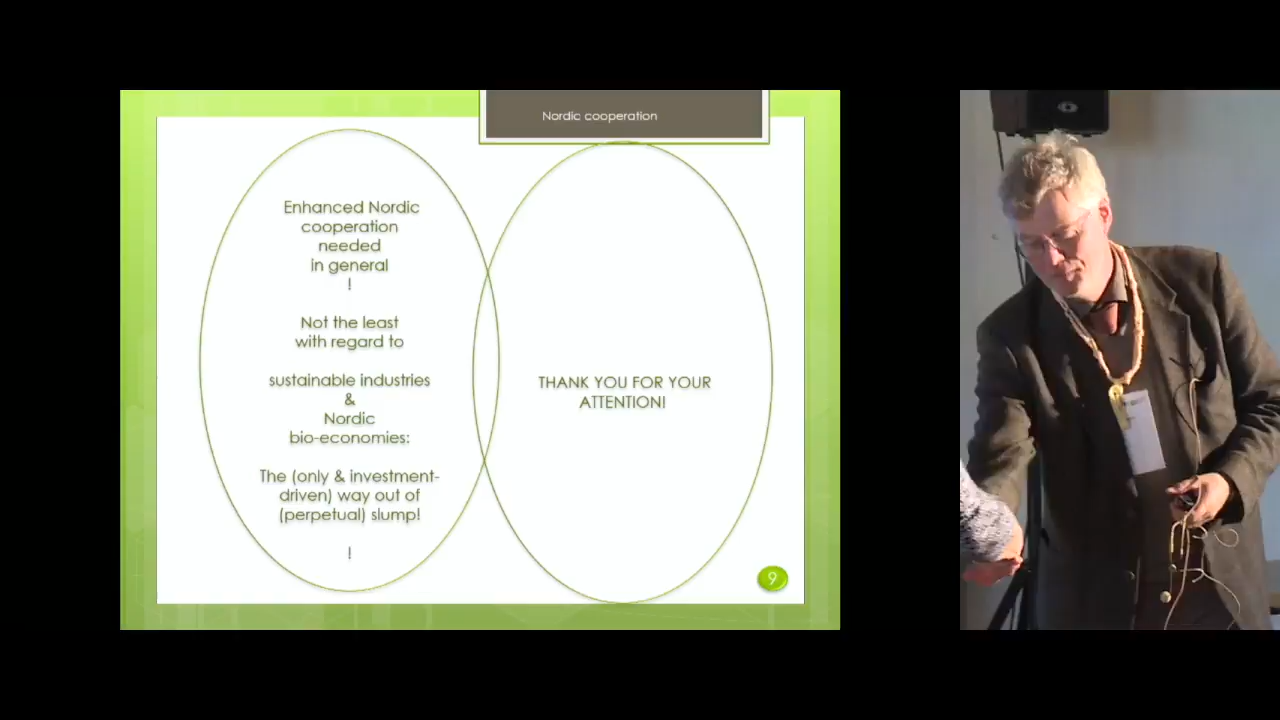 Nordic cooperation
Enhanced Nordic
cooperation
needed
in general
!
Not the least
with regard to
sustainable industries
&
Nordic
bio-economies:
The (only & investment-
driven) way out of
(perpetual) slump!
!
THANK YOU FOR YOUR
ATTENTION!
9